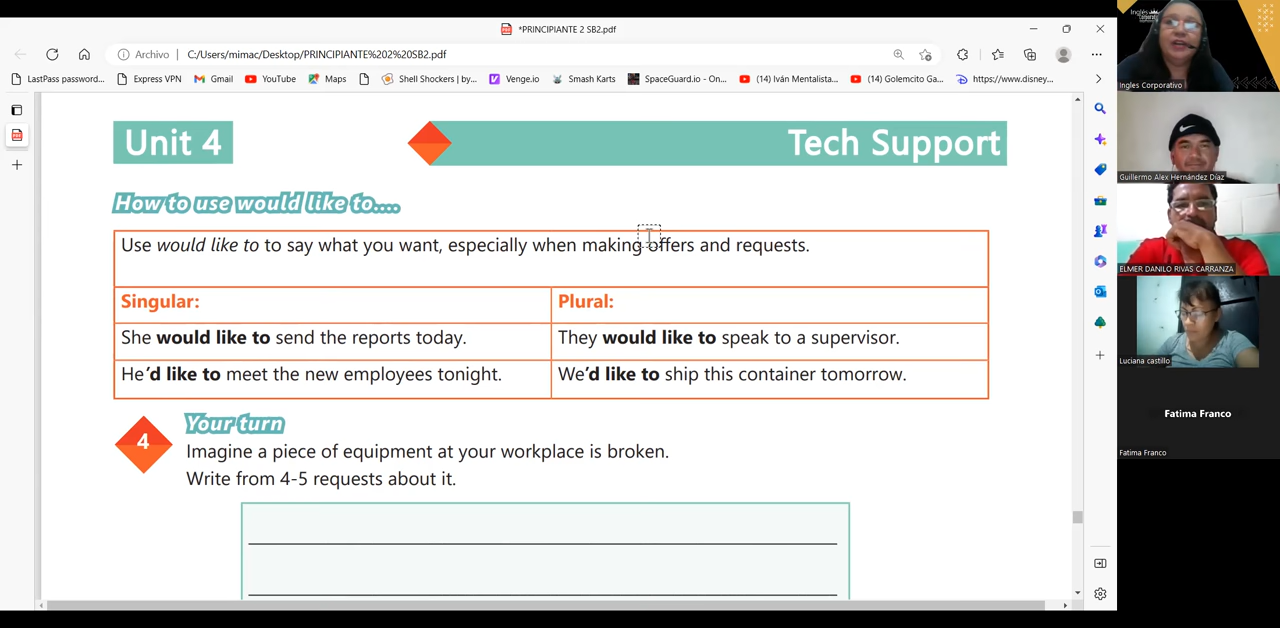 *PRINCIPIANTE 2 SB2.pdf
Archivo
C:/Users/mimac/Desktop/PRINCIPIANTE%202%20SB2.pdf
LastPass password...
Express VPN
Gmail
YouTube
Maps
Shell Shockers | by...
Venge.io
Smash Karts
SpaceGuard.io - On...
(14) Iván Mentalista...
(14) Golemcito Ga...
https://www.disney...
Unit 4
Tech Support
How to use would like to....
Use would like to to say what you want, especially when making offers and requests.
Singular:
Plural:
She would like to send the reports today.
They would like to speak to a supervisor.
He'd like to meet the new employees tonight.
We'd like to ship this container tomorrow.
4
Your turn
Imagine a piece of equipment at your workplace is broken.
Write from 4-5 requests about it.
Inglés
Corporativo
Ingles Corporativo
Guillermo Alex Hernández Díaz
ELMER DANILO RIVAS CARRANZA
Luciana castillo
Fatima Franco
Fatima Franco